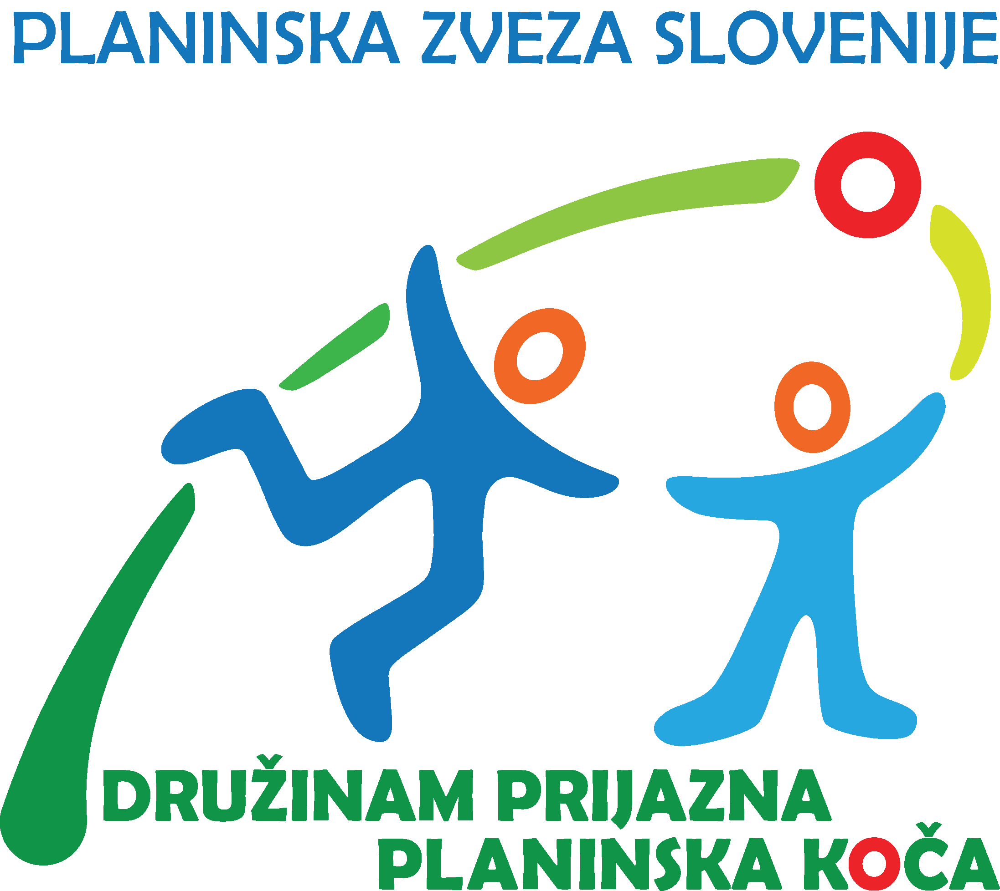 PLANINSKA ZVEZA SLOVENIJE
DRUŽINAM PRIJAZNA
PLANINSKA KOČA